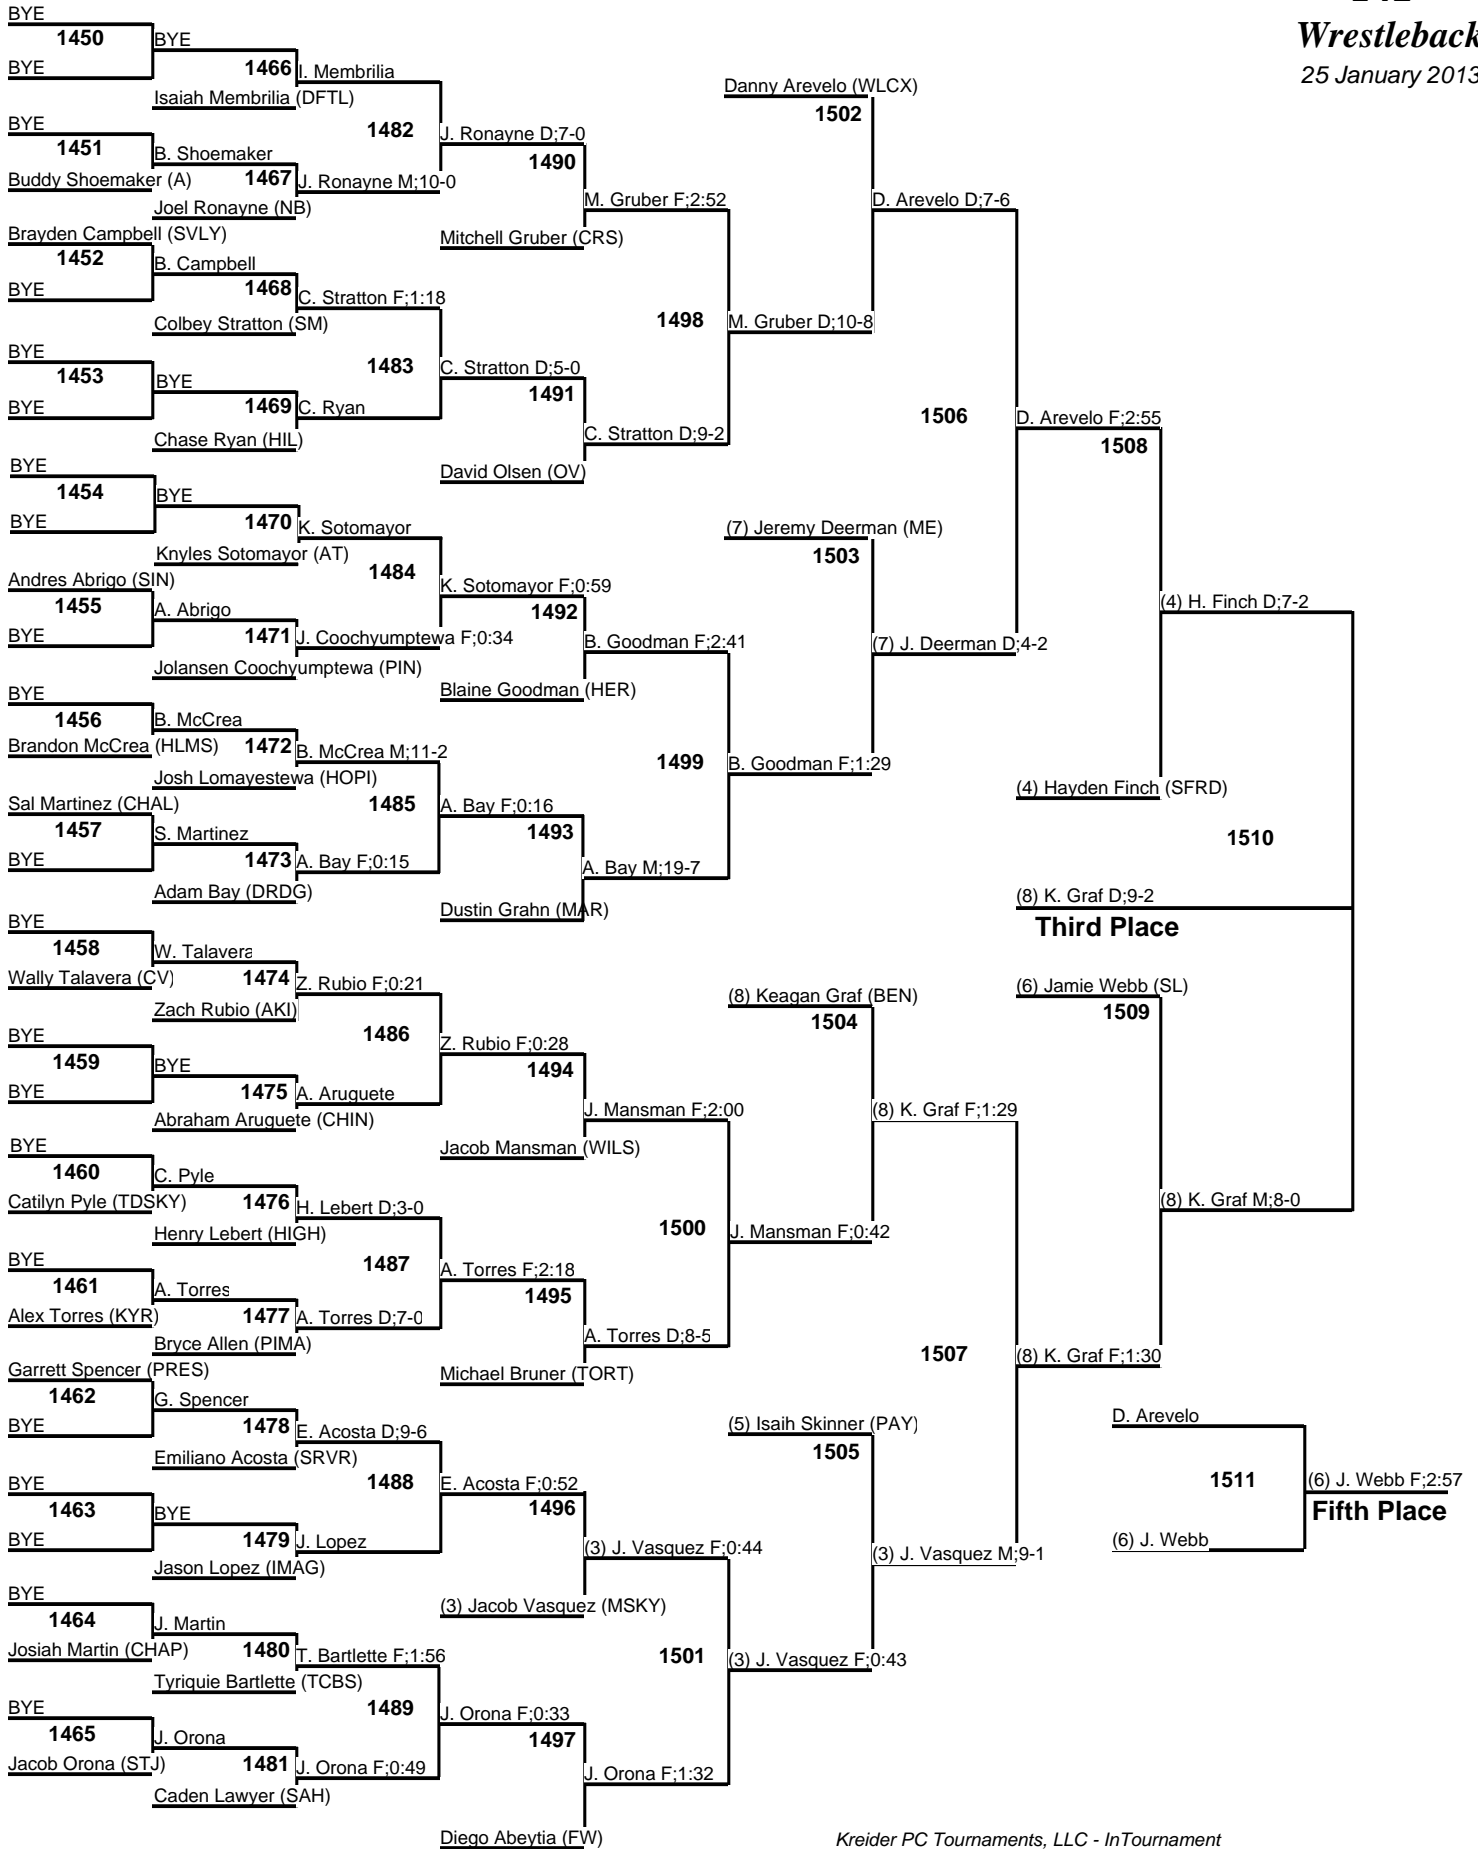 Wrestleback
25 January 2013
BYE
1450
BYE
BYE
1466
I. Membrilia
Isaiah Membrilia (DFTL)
1482
BYE
1451
B. Shoemaker
Buddy Shoemaker (A)
1467
J. Ronayne M;10-0
Joel Ronayne (NB)
J. Ronayne D;7-0
1490
M. Gruber F;2:52
Mitchell Gruber (CRS)
Brayden Campbell (SVLY)
1452
B. Campbell
BYE
1468
C. Stratton F;1:18
Colbey Stratton (SM)
1483
BYE
1453
BYE
BYE
1469
C. Ryan
Chase Ryan (HIL)
C. Stratton D;5-0
1491
C. Stratton D;9-2
David Olsen (OV)
1498
M. Gruber D;10-8
Danny Arevelo (WLCX)
1502
D. Arevelo D;7-6
BYE
1454
BYE
BYE
1470
K. Sotomayor
Knyles Sotomayor (AT)
1484
Andres Abrigo (SIN)
1455
A. Abrigo
BYE
1471
J. Coochyumptewa F;0:34
Jolansen Coochyumptewa (PIN)
K. Sotomayor F;0:59
1492
B. Goodman F;2:41
Blaine Goodman (HER)
BYE
1456
B. McCrea
Brandon McCrea (HLMS)
1472
B. McCrea M;11-2
Josh Lomayestewa (HOPI)
1485
Sal Martinez (CHAL)
1457
S. Martinez
BYE
1473
A. Bay F;0:15
Adam Bay (DRDG)
A. Bay F;0:16
1493
A. Bay M;19-7
Dustin Grahn (MAR)
1499
B. Goodman F;1:29
(7) Jeremy Deerman (ME)
1503
(7) J. Deerman D;4-2
1506
D. Arevelo F;2:55
1508
(4) H. Finch D;7-2
(4) Hayden Finch (SFRD)
1510
(8) K. Graf D;9-2
Third Place
BYE
1458
W. Talavera
Wally Talavera (CV)
1474
Z. Rubio F;0:21
Zach Rubio (AKI)
1486
BYE
1459
BYE
BYE
1475
A. Aruguete
Abraham Aruguete (CHIN)
Z. Rubio F;0:28
1494
J. Mansman F;2:00
Jacob Mansman (WILS)
BYE
1460
C. Pyle
Catilyn Pyle (TDSKY)
1476
H. Lebert D;3-0
Henry Lebert (HIGH)
1487
BYE
1461
A. Torres
Alex Torres (KYR)
1477
A. Torres D;7-0
Bryce Allen (PIMA)
A. Torres F;2:18
1495
A. Torres D;8-5
Michael Bruner (TORT)
1500
J. Mansman F;0:42
(8) Keagan Graf (BEN)
1504
(8) K. Graf F;1:29
Garrett Spencer (PRES)
1462
G. Spencer
BYE
1478
E. Acosta D;9-6
Emiliano Acosta (SRVR)
1488
BYE
1463
BYE
BYE
1479
J. Lopez
Jason Lopez (IMAG)
E. Acosta F;0:52
1496
(3) J. Vasquez F;0:44
(3) Jacob Vasquez (MSKY)
BYE
1464
J. Martin
Josiah Martin (CHAP)
1480
T. Bartlette F;1:56
Tyriquie Bartlette (TCBS)
1489
BYE
1465
J. Orona
Jacob Orona (STJ)
1481
J. Orona F;0:49
Caden Lawyer (SAH)
J. Orona F;0:33
1497
J. Orona F;1:32
Diego Abeytia (FW)
1501
(3) J. Vasquez F;0:43
(5) Isaih Skinner (PAY)
1505
(3) J. Vasquez M;9-1
1507
(8) K. Graf F;1:30
(6) Jamie Webb (SL)
1509
(8) K. Graf M;8-0
D. Arevelo
1511
(6) J. Webb
(6) J. Webb F;2:57
Fifth Place
Kreider PC Tournaments, LLC - InTournament